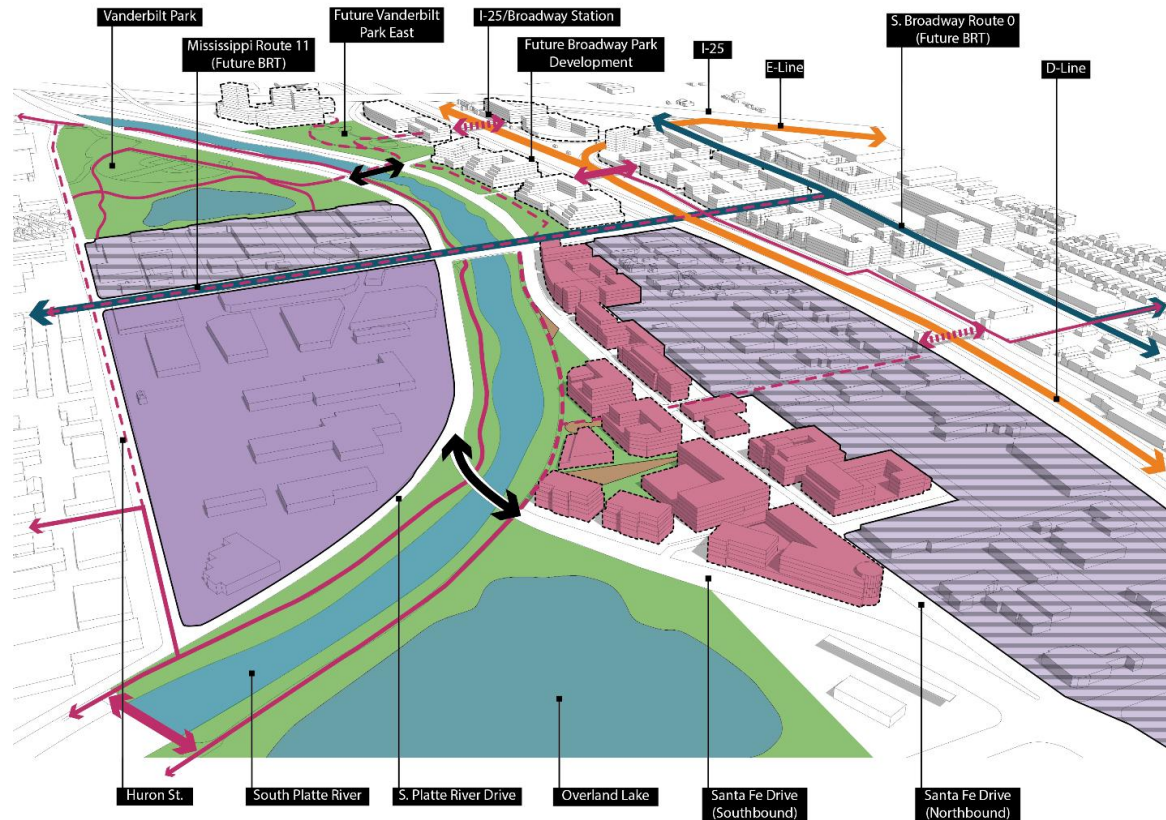 Vanderbilt Park
Future Vanderbilt
Park East
I-25/Broadway Station
S. Broadway Route 0
(Future BRT)
Mississippi Route 11
(Future BRT)
Future Broadway Park
Development
I-25
E-Line
D-Line
Huron St.
South Platte River
S. Platte River Drive
Overland Lake
Santa Fe Drive
(Southbound)
Santa Fe Drive
(Northbound)